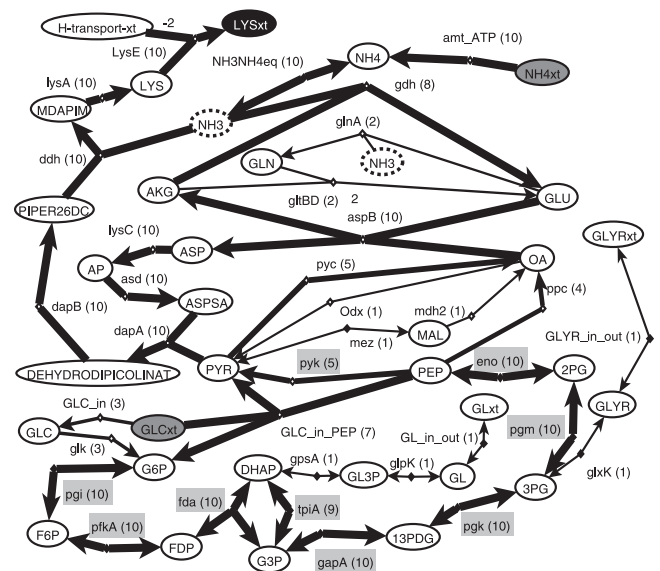 H-transport-xt -2 LYSxt
LysE (10)
NH3NH4eq (10) NH4 amt_ATP (10)
lysA (10) LYS gdh (8) NH4xt
MDAPIM
NH3 glnA (2)
ddh (10) GLN NH3
AKG GLU
gltBD (2) 2
PIPER26DC aspB (10)
lysC (10) GLYRxt
ASP
AP pyc (5) OA
asd (10) ppc (4)
ASPSA
dapB (10) Odx (1) mdh2 (1)
dapA (10) MAL GLYR_in_out (1)
mez (1)
DEHYDRODIPICOLINAT PYR pyk (5) PEP eno (10) 2PG
GLC_in (3) GLYR
GLC GLCxt GLC_in_PEP (7) GLxt
glk (3) GL_in_out (1) pgm (10)
G6P gpsA (1) glpK (1)
DHAP GL3P GL glxK (1)
pgi (10) 3PG
fda (10) tpiA (9)
pfkA (10) pgk (10)
F6P 13PDG
FDP G3P gapA (10)